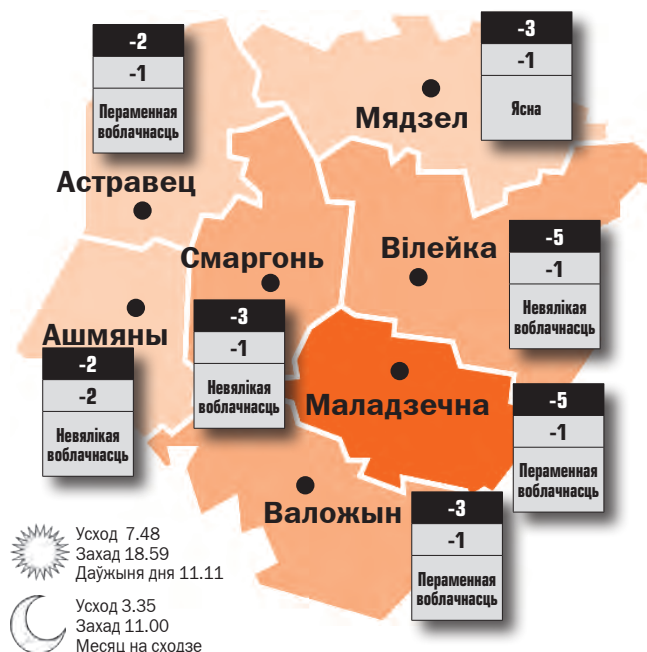 -2
-1
Пераменная
воблачнасць
Астравец
-3
-1
Ясна
Мядзел
Смаргонь
-3
-1
Невялікая
воблачнасць
Вілейка
-5
-1
Невялікая
воблачнасць
Ашмяны
-2
-2
Невялікая
воблачнасць
Маладзечна
-5
-1
Пераменная
воблачнасць
Валожын
-3
-1
Пераменная
воблачнасць
Усход 7.48
Захад 18.59
Даўжыня дня 11.11
Усход 3.35
Захад 11.00
Месяц на сходзе